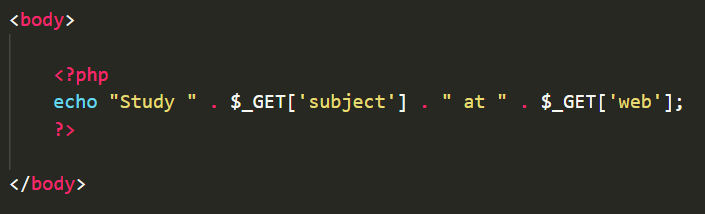 <body>
<?php
echo "Study " . $_GET['subject'] . " at " . $_GET['web'];
?>
</body>